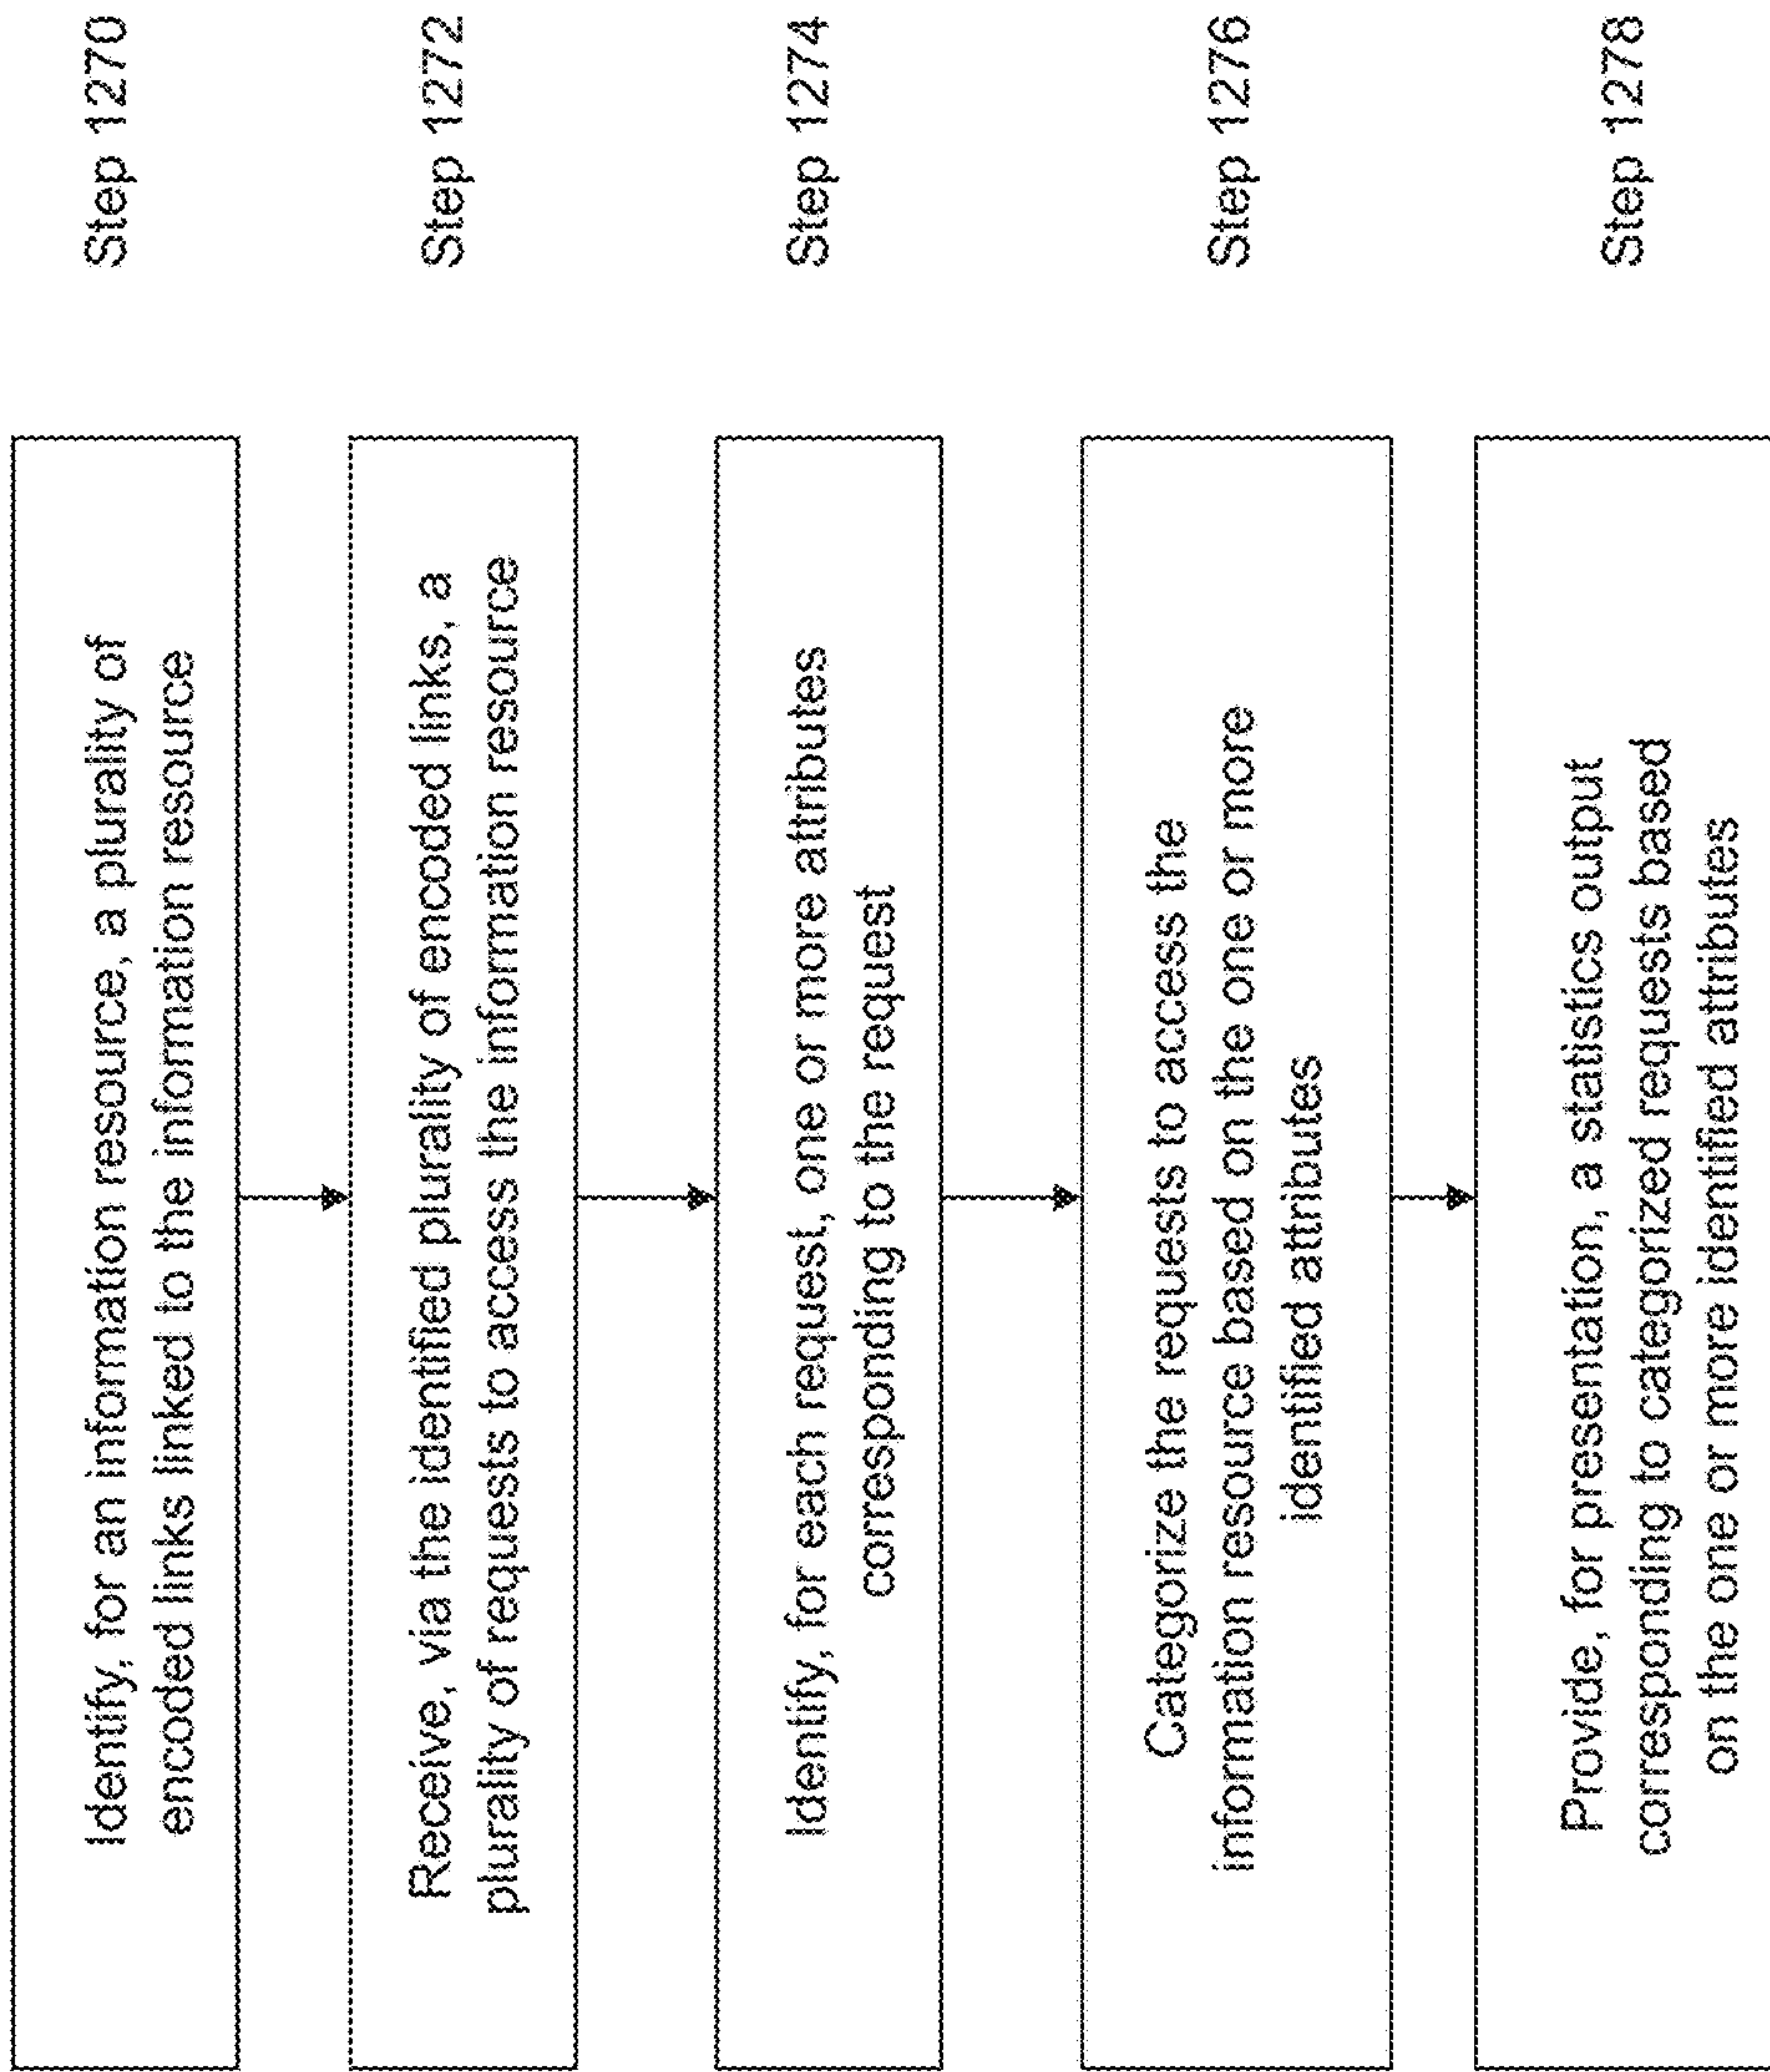 Identify, for an information resource, a plurality of
encoded links linked to the information resource
Step 1270
Receive, via the identified plurality of encoded links, a
plurality of requests to access the information resource
Step 1272
Identify, for each request, one or more attributes
corresponding to the request
Step 1274
Categorize the requests to access the
information resource based on the one or more
identified attributes
Step 1276
Provide, for presentation, a statistics output
corresponding to categorized requests based
on the one or more identified attributes
Step 1278